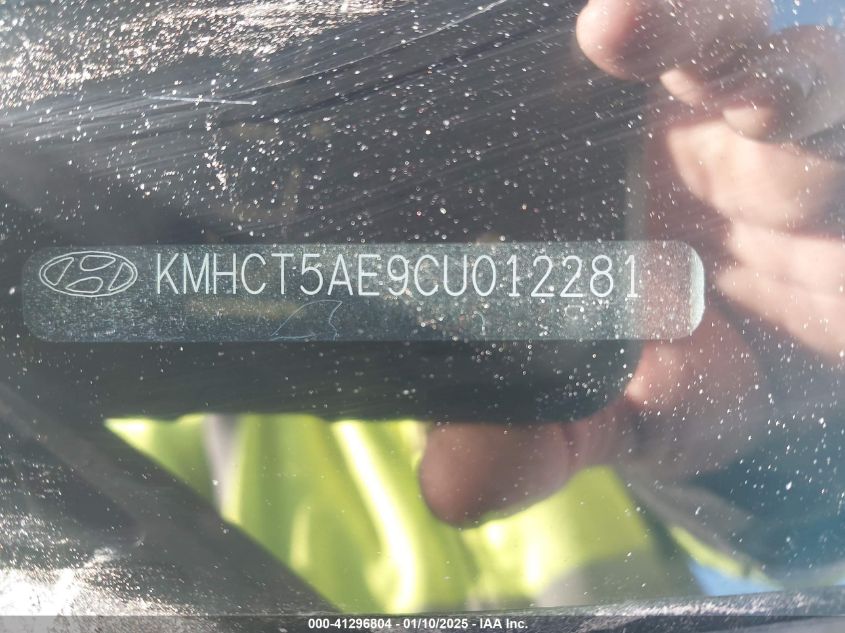 KMHCT5AE9CU012281
000-41296804 - 01/10/2025 - IAA Inc.